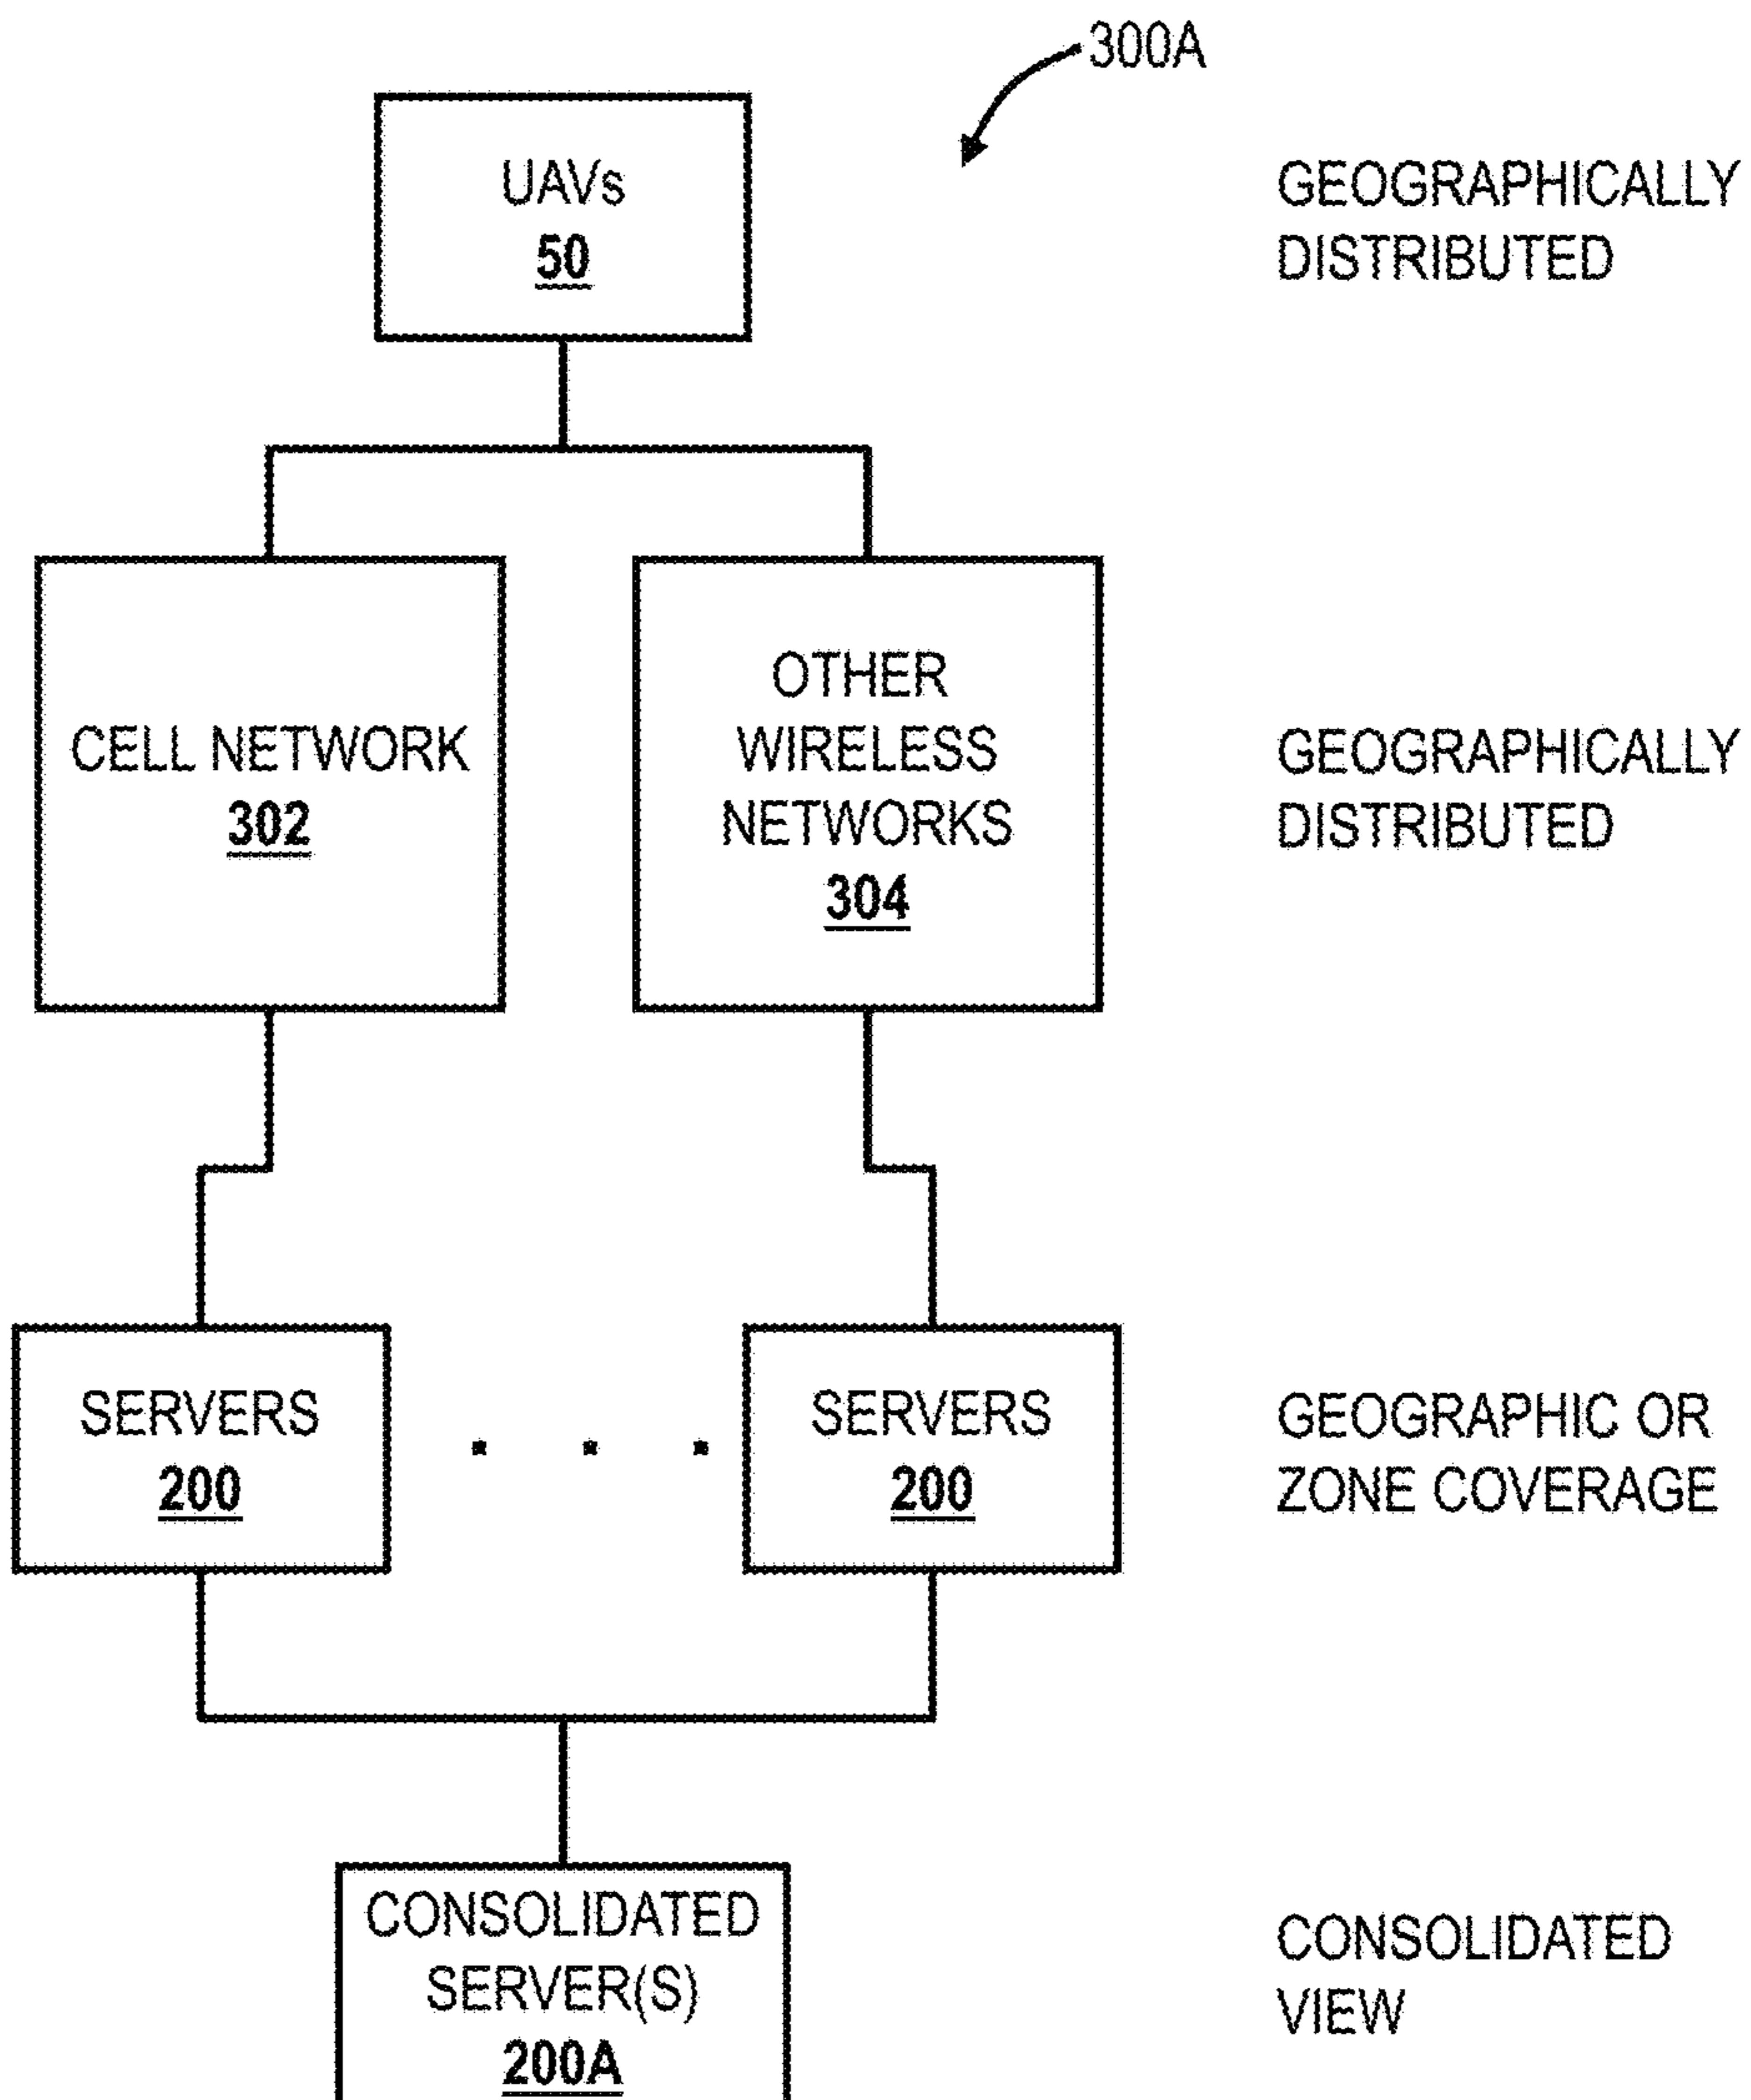 300A
UAVs
50
GEOGRAPHICALLY
DISTRIBUTED
CELL NETWORK
302
OTHER
WIRELESS
NETWORKS
304
GEOGRAPHICALLY
DISTRIBUTED
SERVERS
200
. . .
SERVERS
200
GEOGRAPHIC OR
ZONE COVERAGE
CONSOLIDATED
SERVER(S)
200A
CONSOLIDATED
VIEW